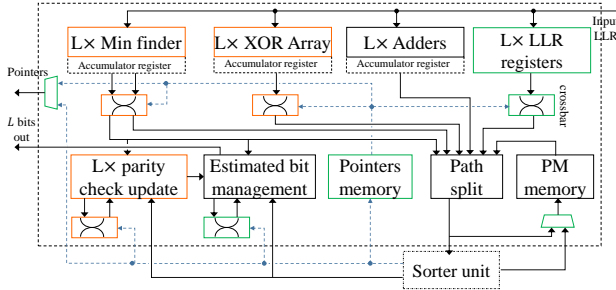 Input
LLR
L× Min finder
L× XOR Array
L× Adders
L× LLR
registers
Accumulator register
Accumulator register
Accumulator register
Pointers
crossbar
L bits
out
L× parity
check update
Estimated bit
management
Pointers
memory
Path
split
PM
memory
Sorter unit